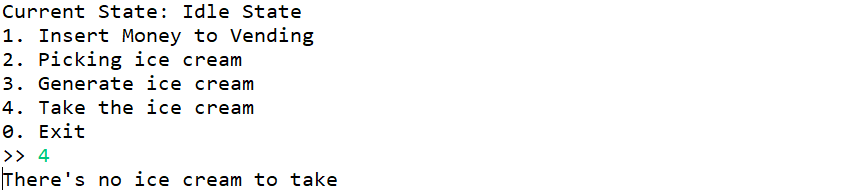 Current State: Idle State
1. Insert Money to Vending
2. Picking ice cream
3. Generate ice cream
4. Take the ice cream
0. Exit
>> 4
There's no ice cream to take